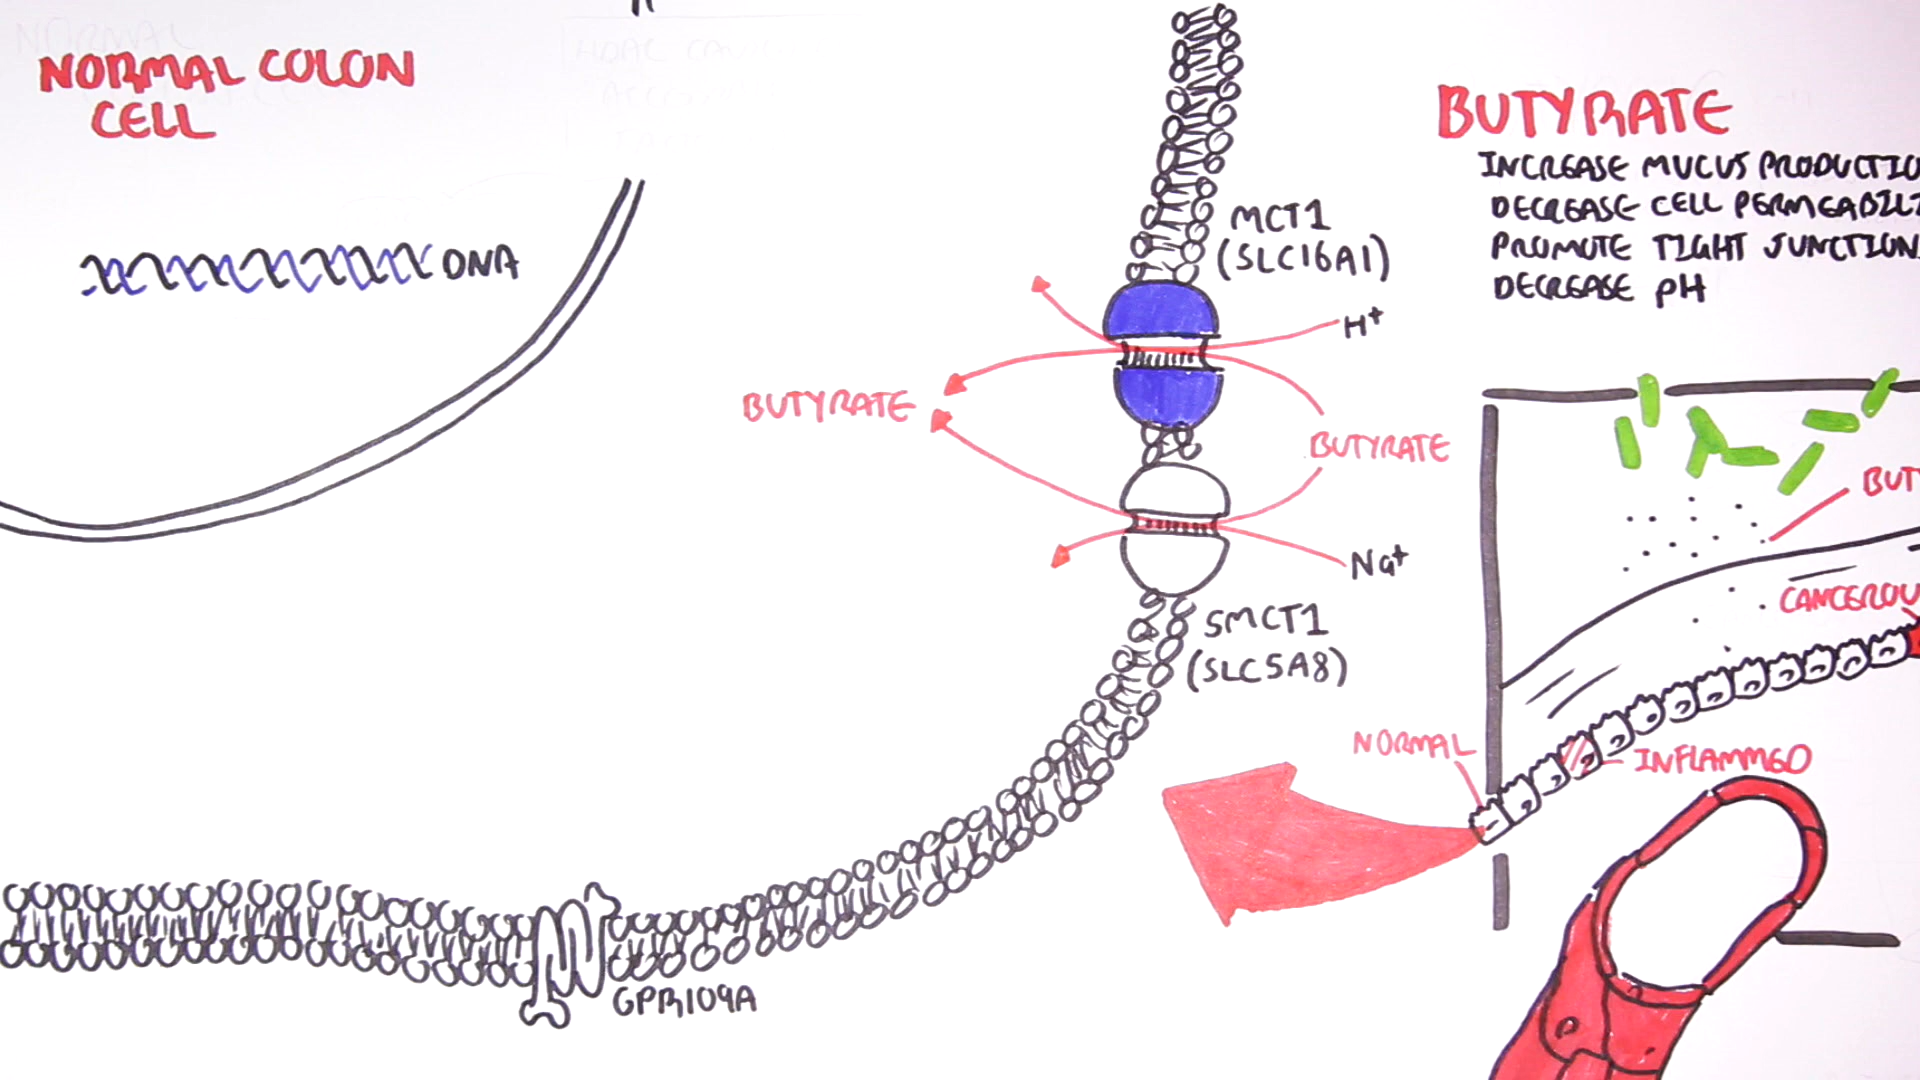 NORMAL COLON
CELL
DNA
BUTYRATE
MCT1
(SLC16A1)
H+
BUTYRATE
Na+
SMCT1
(SLC5A8)
GPR109A
BUTYRATE
INCREASE MUCUS PRODUCTIO
DECREASE CELL PERMEABILI
PROMOTE TIGHT JUNCTION
DECREASE PH
BUT
CANCEROU
NORMAL
INFLAMMED